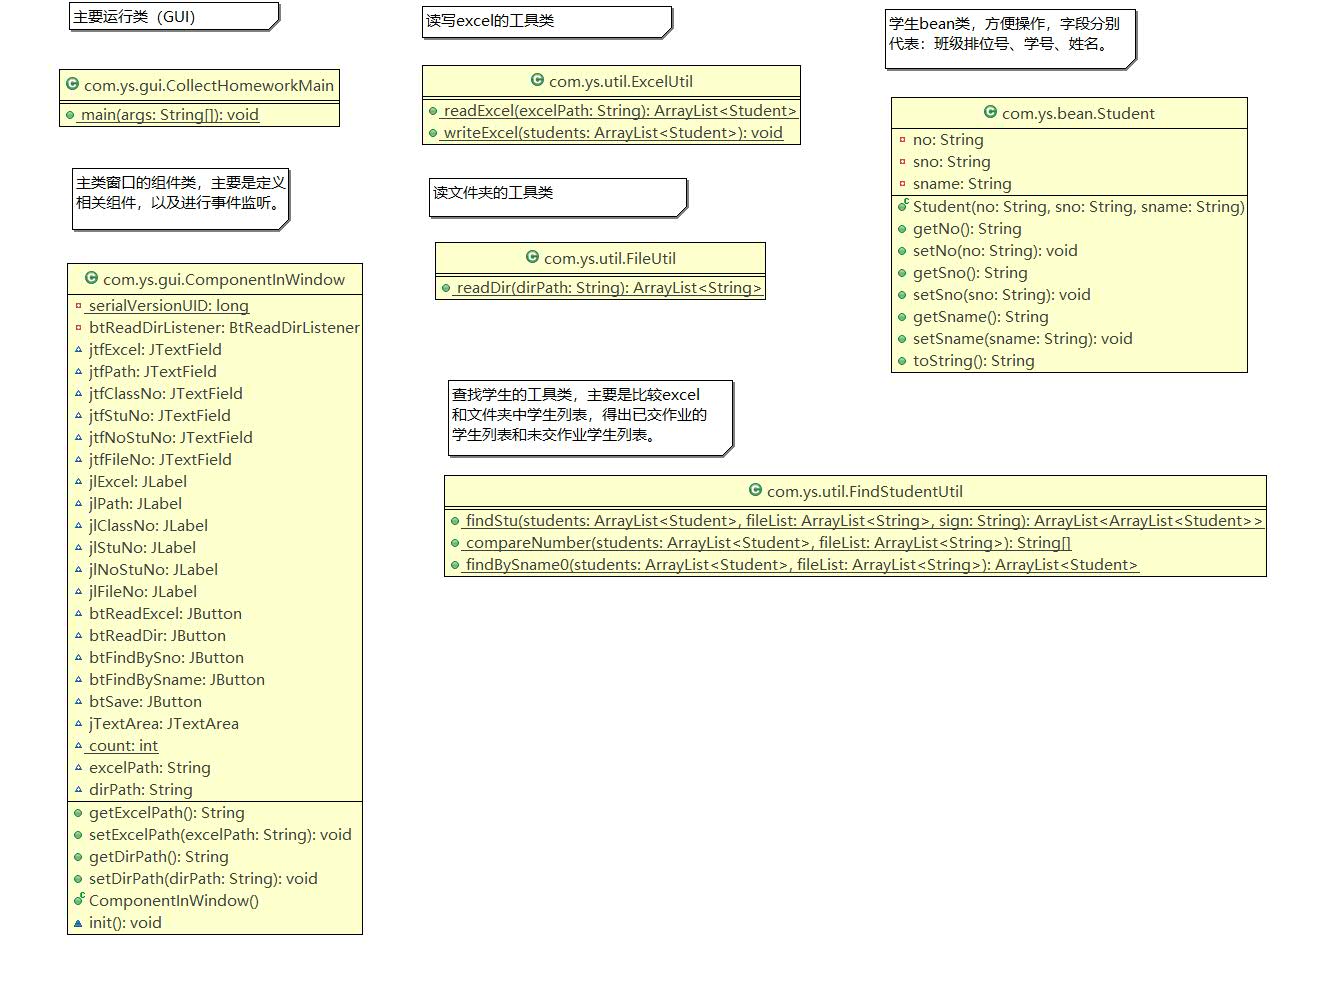 主要运行类（GUI）
com.ys.gui.CollectHomeworkMain
main(args: String[]): void
主类窗口的组件类，主要是定义
相关组件，以及进行事件监听。
com.ys.gui.ComponentInWindow
serialVersionUID: long
btReadDirListener: BtReadDirListener
jtfExcel: JTextField
jtfPath: JTextField
jtfClassNo: JTextField
jtfStuNo: JTextField
jtfNoStuNo: JTextField
jtfFileNo: JTextField
jlExcel: JLabel
jlPath: JLabel
jlClassNo: JLabel
jlStuNo: JLabel
jlNoStuNo: JLabel
jlFileNo: JLabel
btReadExcel: JButton
btReadDir: JButton
btFindBySno: JButton
btFindBySname: JButton
btSave: JButton
jTextArea: JTextArea
count: int
excelPath: String
dirPath: String
getExcelPath(): String
setExcelPath(excelPath: String): void
getDirPath(): String
setDirPath(dirPath: String): void
ComponentInWindow()
init(): void
读写excel的工具类
com.ys.util.ExcelUtil
readExcel(excelPath: String): ArrayList<Student>
writeExcel(students: ArrayList<Student>): void
读文件夹的工具类
com.ys.util.FileUtil
readDir(dirPath: String): ArrayList<String>
查找学生的工具类，主要是比较excel
和文件夹中学生列表，得出已交作业的
学生列表和未交作业学生列表。
com.ys.util.FindStudentUtil
findStu(students: ArrayList<Student>, fileList: ArrayList<String>, sign: String): ArrayList<ArrayList<Student>>
compareNumber(students: ArrayList<Student>, fileList: ArrayList<String>): String[]
findBySname0(students: ArrayList<Student>, fileList: ArrayList<String>): ArrayList<Student>
学生bean类，方便操作，字段分别
代表：班级排位号、学号、姓名。
com.ys.bean.Student
no: String
sno: String
sname: String
Student(no: String, sno: String, sname: String)
getNo(): String
setNo(no: String): void
getSno(): String
setSno(sno: String): void
getSname(): String
setSname(sname: String): void
toString(): String